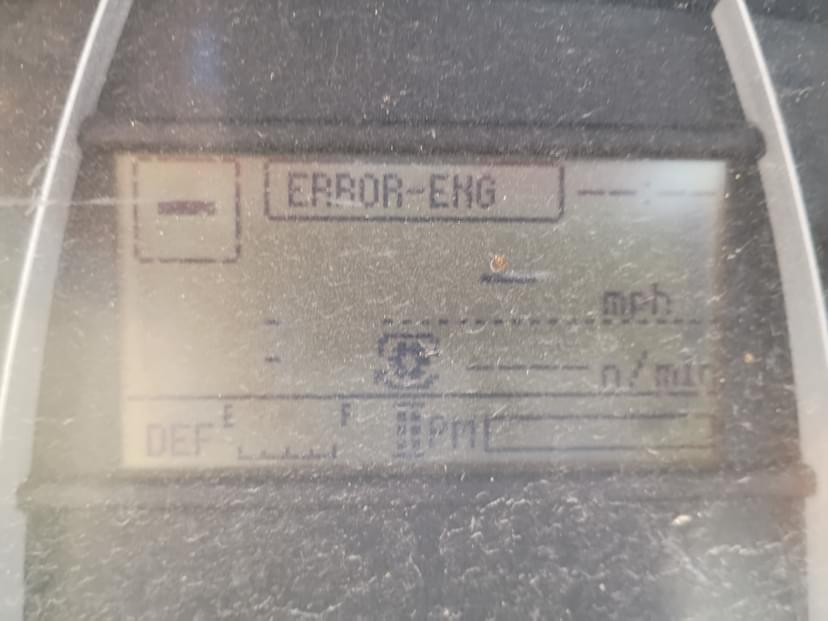 ERROR-ENG --:--
mph
n/min
DEF E F PM